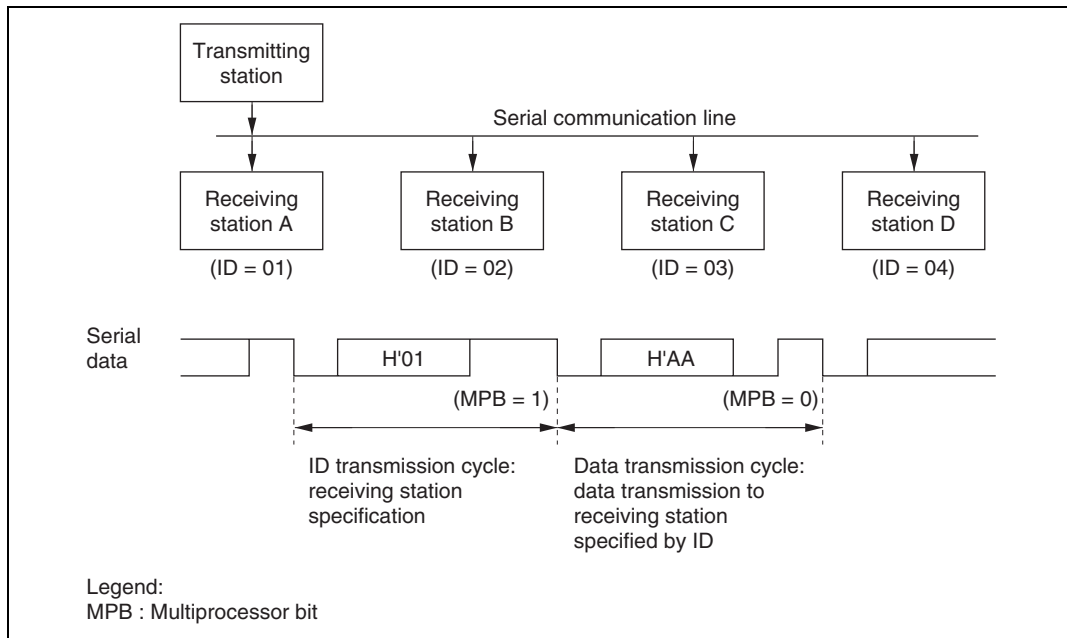 Transmitting
station
Serial communication line
Receiving
station A
Receiving
station B
Receiving
station C
Receiving
station D
(ID = 01)
(ID = 02)
(ID = 03)
(ID = 04)
Serial
data
H'01
H'AA
(MPB = 1)
(MPB = 0)
ID transmission cycle:
receiving station
specification
Data transmission cycle:
data transmission to
receiving station
specified by ID
Legend:
MPB : Multiprocessor bit